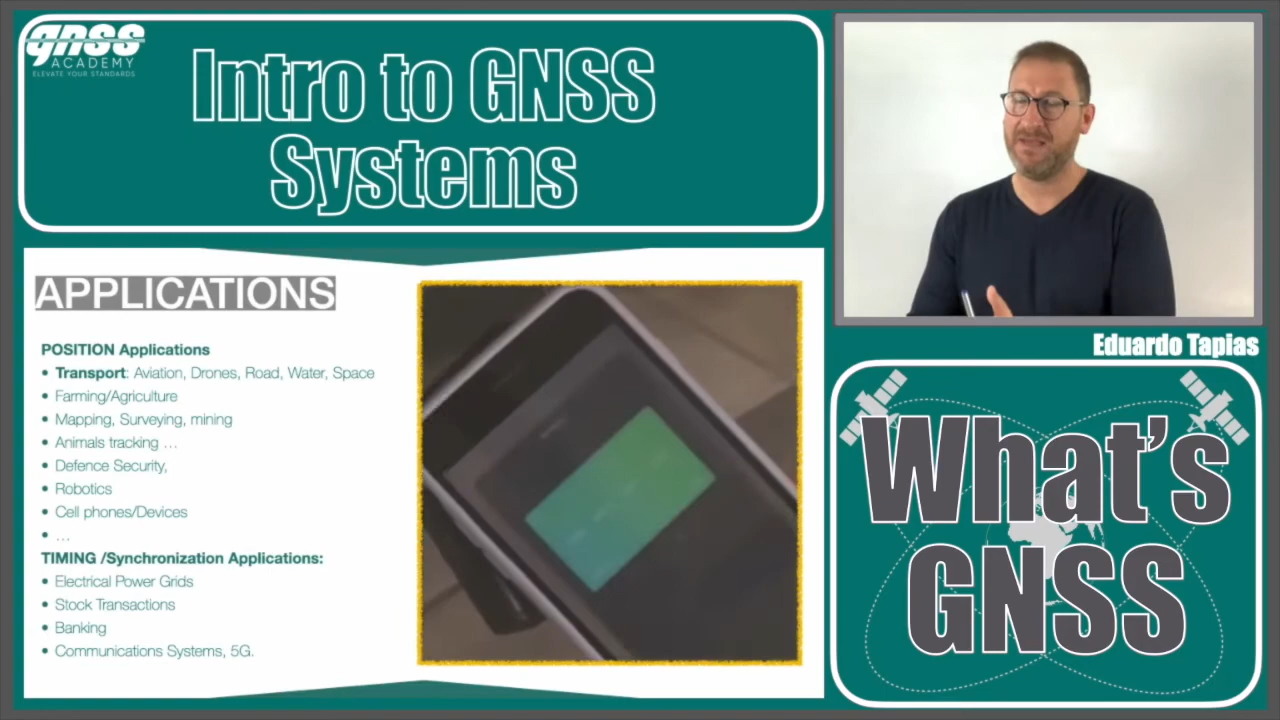 gnss
ACADEMY
ELEVATE YOUR STANDARDS
Intro to GNSS
Systems
APPLICATIONS
POSITION Applications
• Transport: Aviation, Drones, Road, Water, Space
• Farming/Agriculture
• Mapping, Surveying, mining
• Animals tracking …
• Defence Security,
• Robotics
• Cell phones/Devices
• …
TIMING /Synchronization Applications:
• Electrical Power Grids
• Stock Transactions
• Banking
• Communications Systems, 5G.
Eduardo Tapias
What's
GNSS